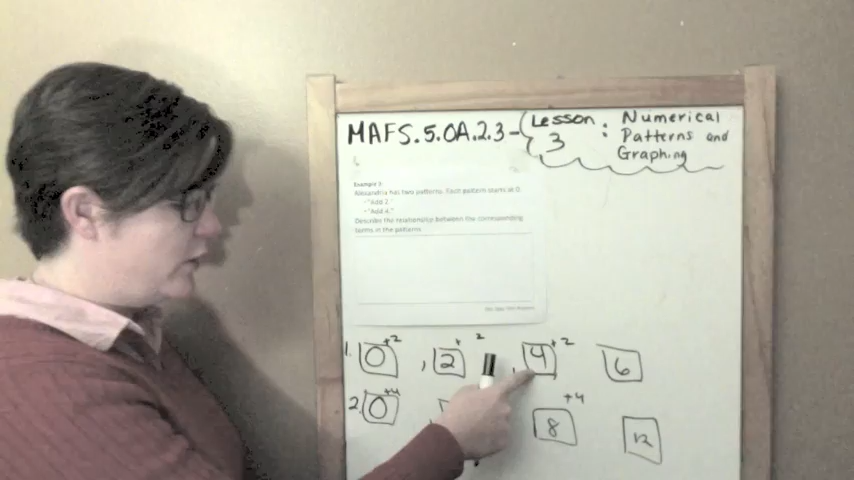 MAFS.5.OA.2.3- Lesson 3 : Numerical
Patterns and
Graphing
Example 3
Alexandria has two patterns. Each pattern starts at 0.
"Add 2
"Add 4."
Describe the relationship between the corresponding
terms in the patterns
1. 0 +2 , 2 + 2 , 4 +2 6
2. 0 +4 8 +4 12